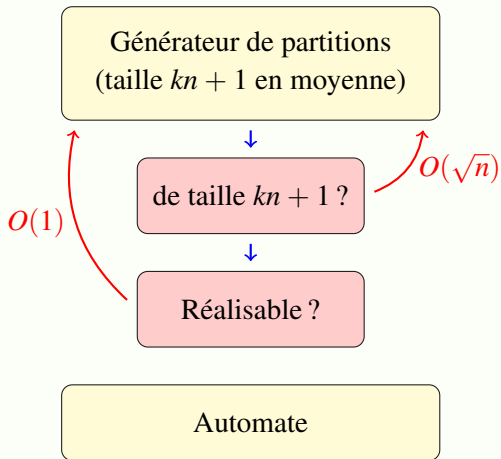 Générateur de partitions
(taille kn + 1 en moyenne)
O(√n)
de taille kn + 1 ?
O(1)
Réalisable ?
Automate